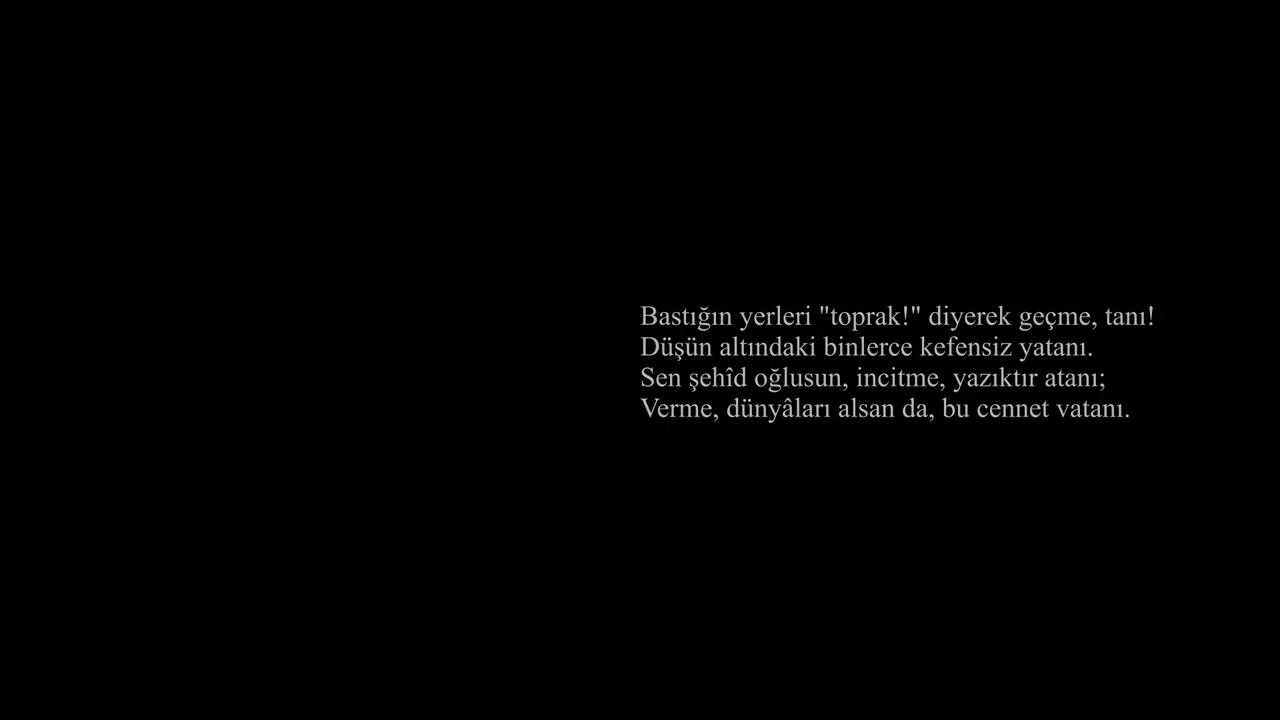 Bastığın yerleri "toprak!" diyerek geçme, tanı!
Düşün altındaki binlerce kefensiz yatanı.
Sen şehîd oğlusun, incitme, yazıktır atanı;
Verme, dünyâları alsan da, bu cennet vatanı.